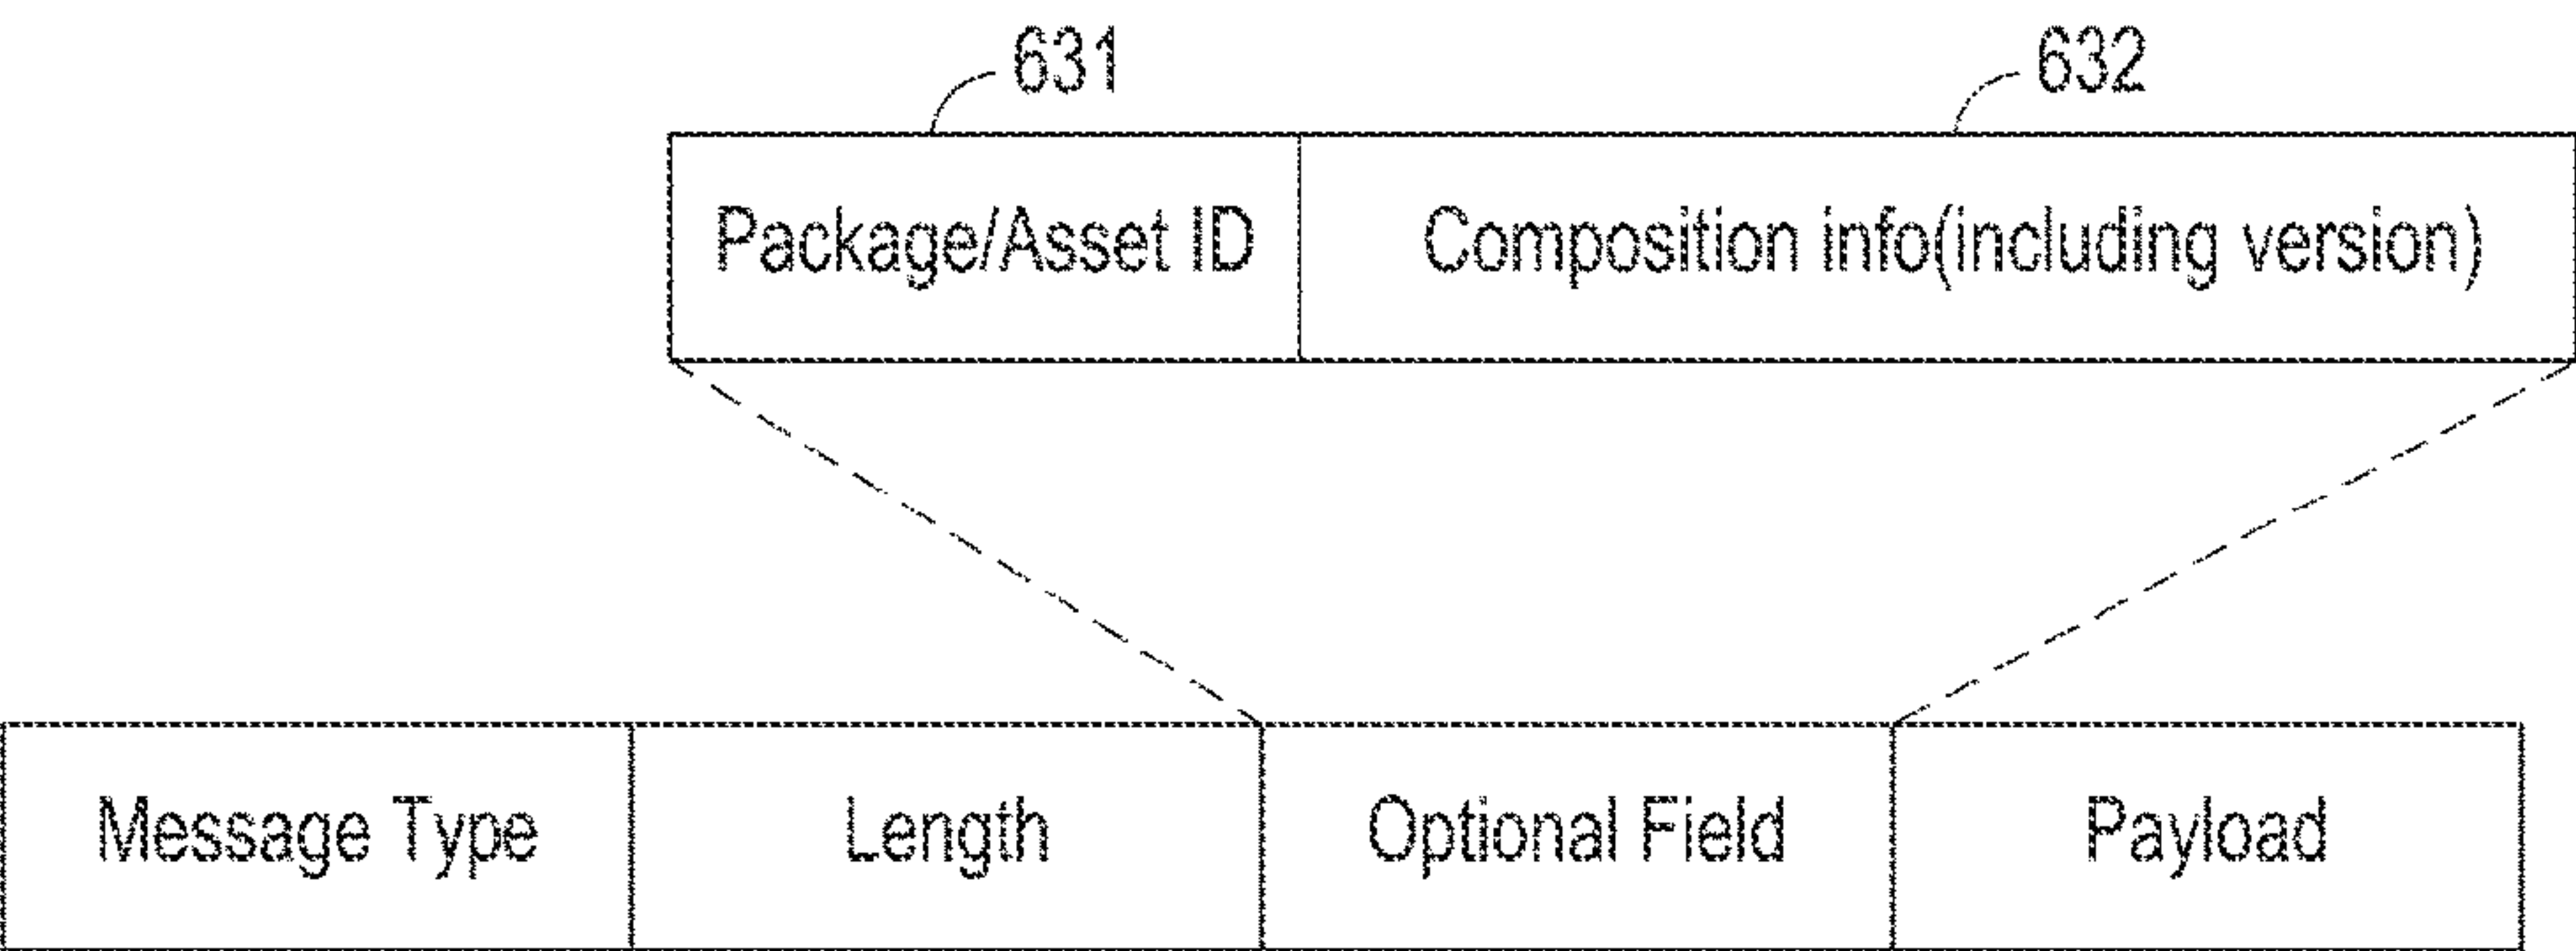 631 632
Package/Asset ID Composition info(including version)
Message Type Length Optional Field Payload